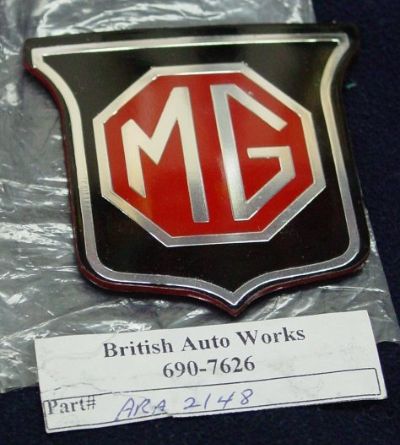 MG
British Auto Works
690-7626
Part# ARA 2148